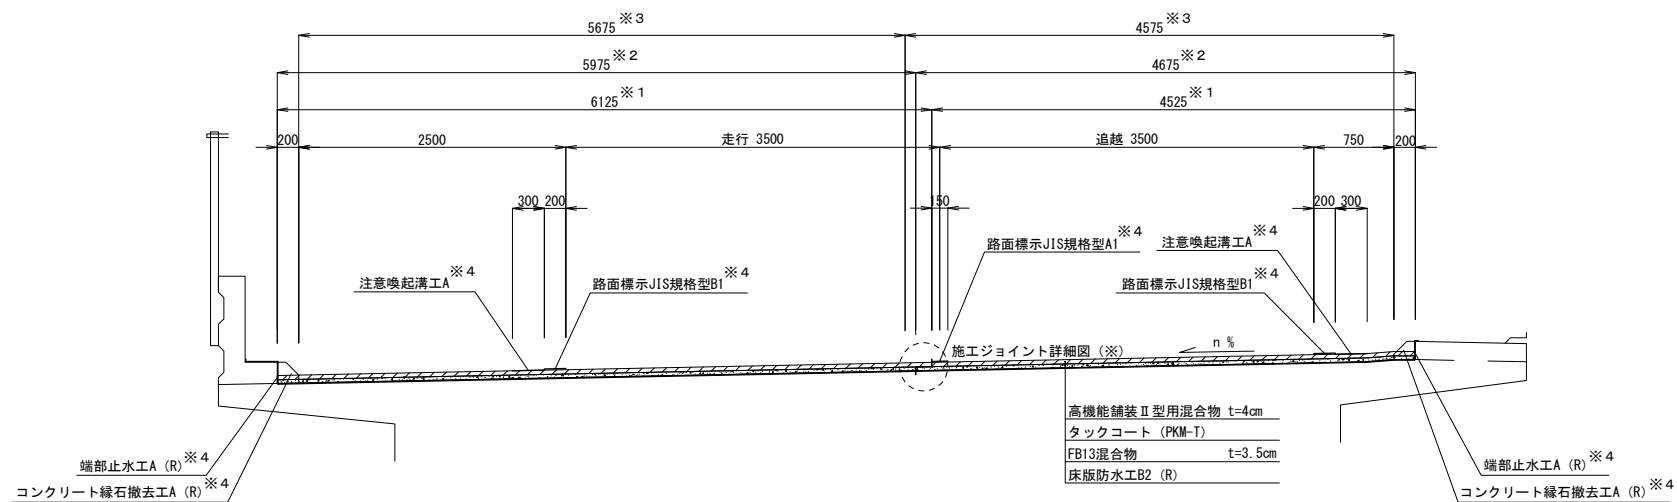 5675※3 4575※3
5975※2 4675※2
6125※1 4525※1
200 2500 走行 3500 追越 3500 750 200
300 200 150 200 300
路面標示JIS規格型A1※4 注意喚起溝工A※4
注意喚起溝工A※4 路面標示JIS規格型B1※4 路面標示JIS規格型B1※4
施工ジョイント詳細図（※） n %
高機能舗装Ⅱ型用混合物 t=4cm
タックコート（PKM-T）
FB13混合物 t=3.5cm
床版防水工B2（R）
端部止水工A（R）※4 端部止水工A（R）※4
コンクリート縁石撤去工A（R）※4 コンクリート縁石撤去工A（R）※4